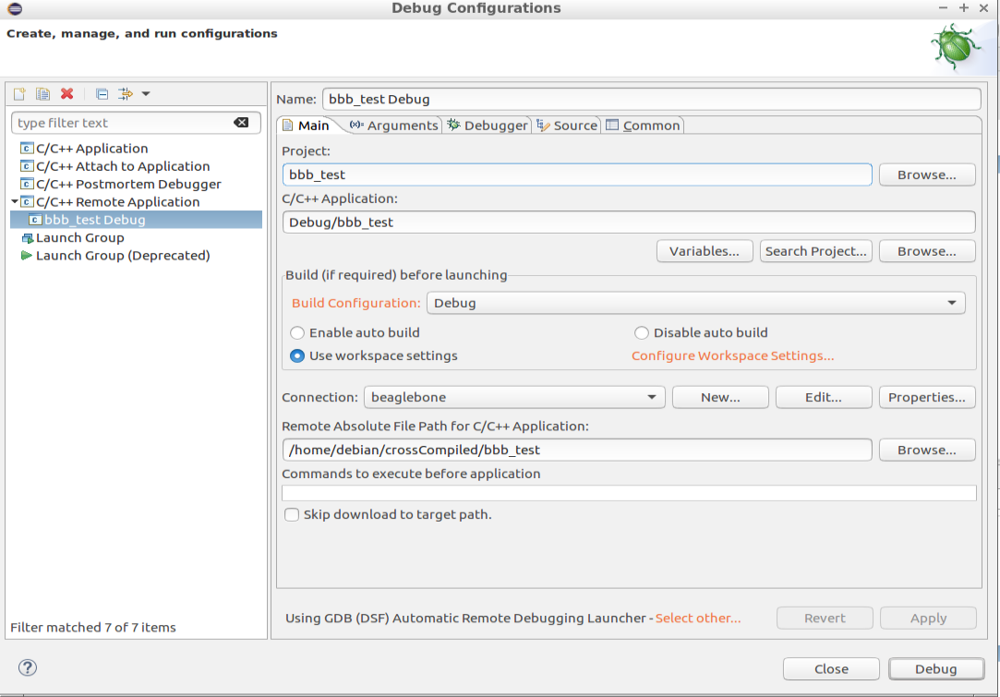 Debug Configurations
Create, manage, and run configurations
type filter text
C/C++ Application
C/C++ Attach to Application
C/C++ Postmortem Debugger
C/C++ Remote Application
bbb_test Debug
Launch Group
Launch Group (Deprecated)
Filter matched 7 of 7 items
Name: bbb_test Debug
Main (x)= Arguments Debugger Source Common
Project:
bbb_test Browse...
C/C++ Application:
Debug/bbb_test
Variables... Search Project... Browse...
Build (if required) before launching
Build Configuration: Debug
Enable auto build Disable auto build
Use workspace settings Configure Workspace Settings...
Connection: beaglebone New... Edit... Properties...
Remote Absolute File Path for C/C++ Application:
/home/debian/crossCompiled/bbb_test Browse...
Commands to execute before application
Skip download to target path.
Using GDB (DSF) Automatic Remote Debugging Launcher - Select other... Revert Apply
? Close Debug